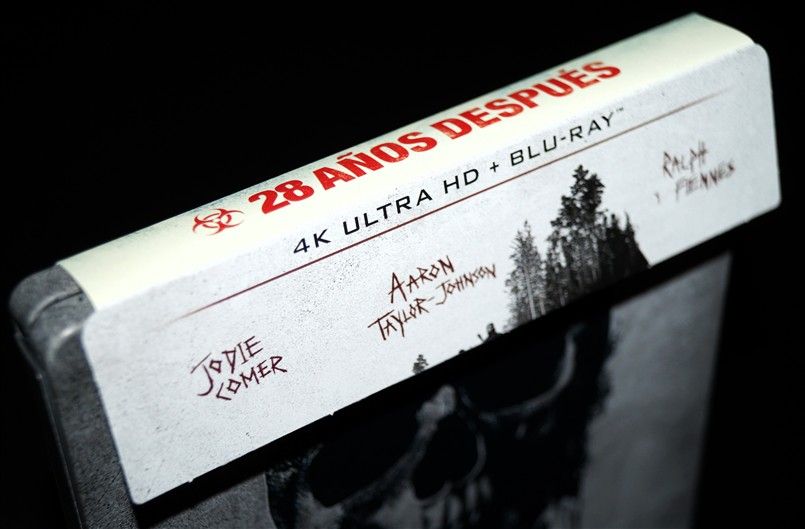 28 AÑOS DESPUÉS
4K ULTRA HD + BLU-RAY™
JODIE
COMER
AARON
TAYLOR-JOHNSON
RALPH
Y FIENNES